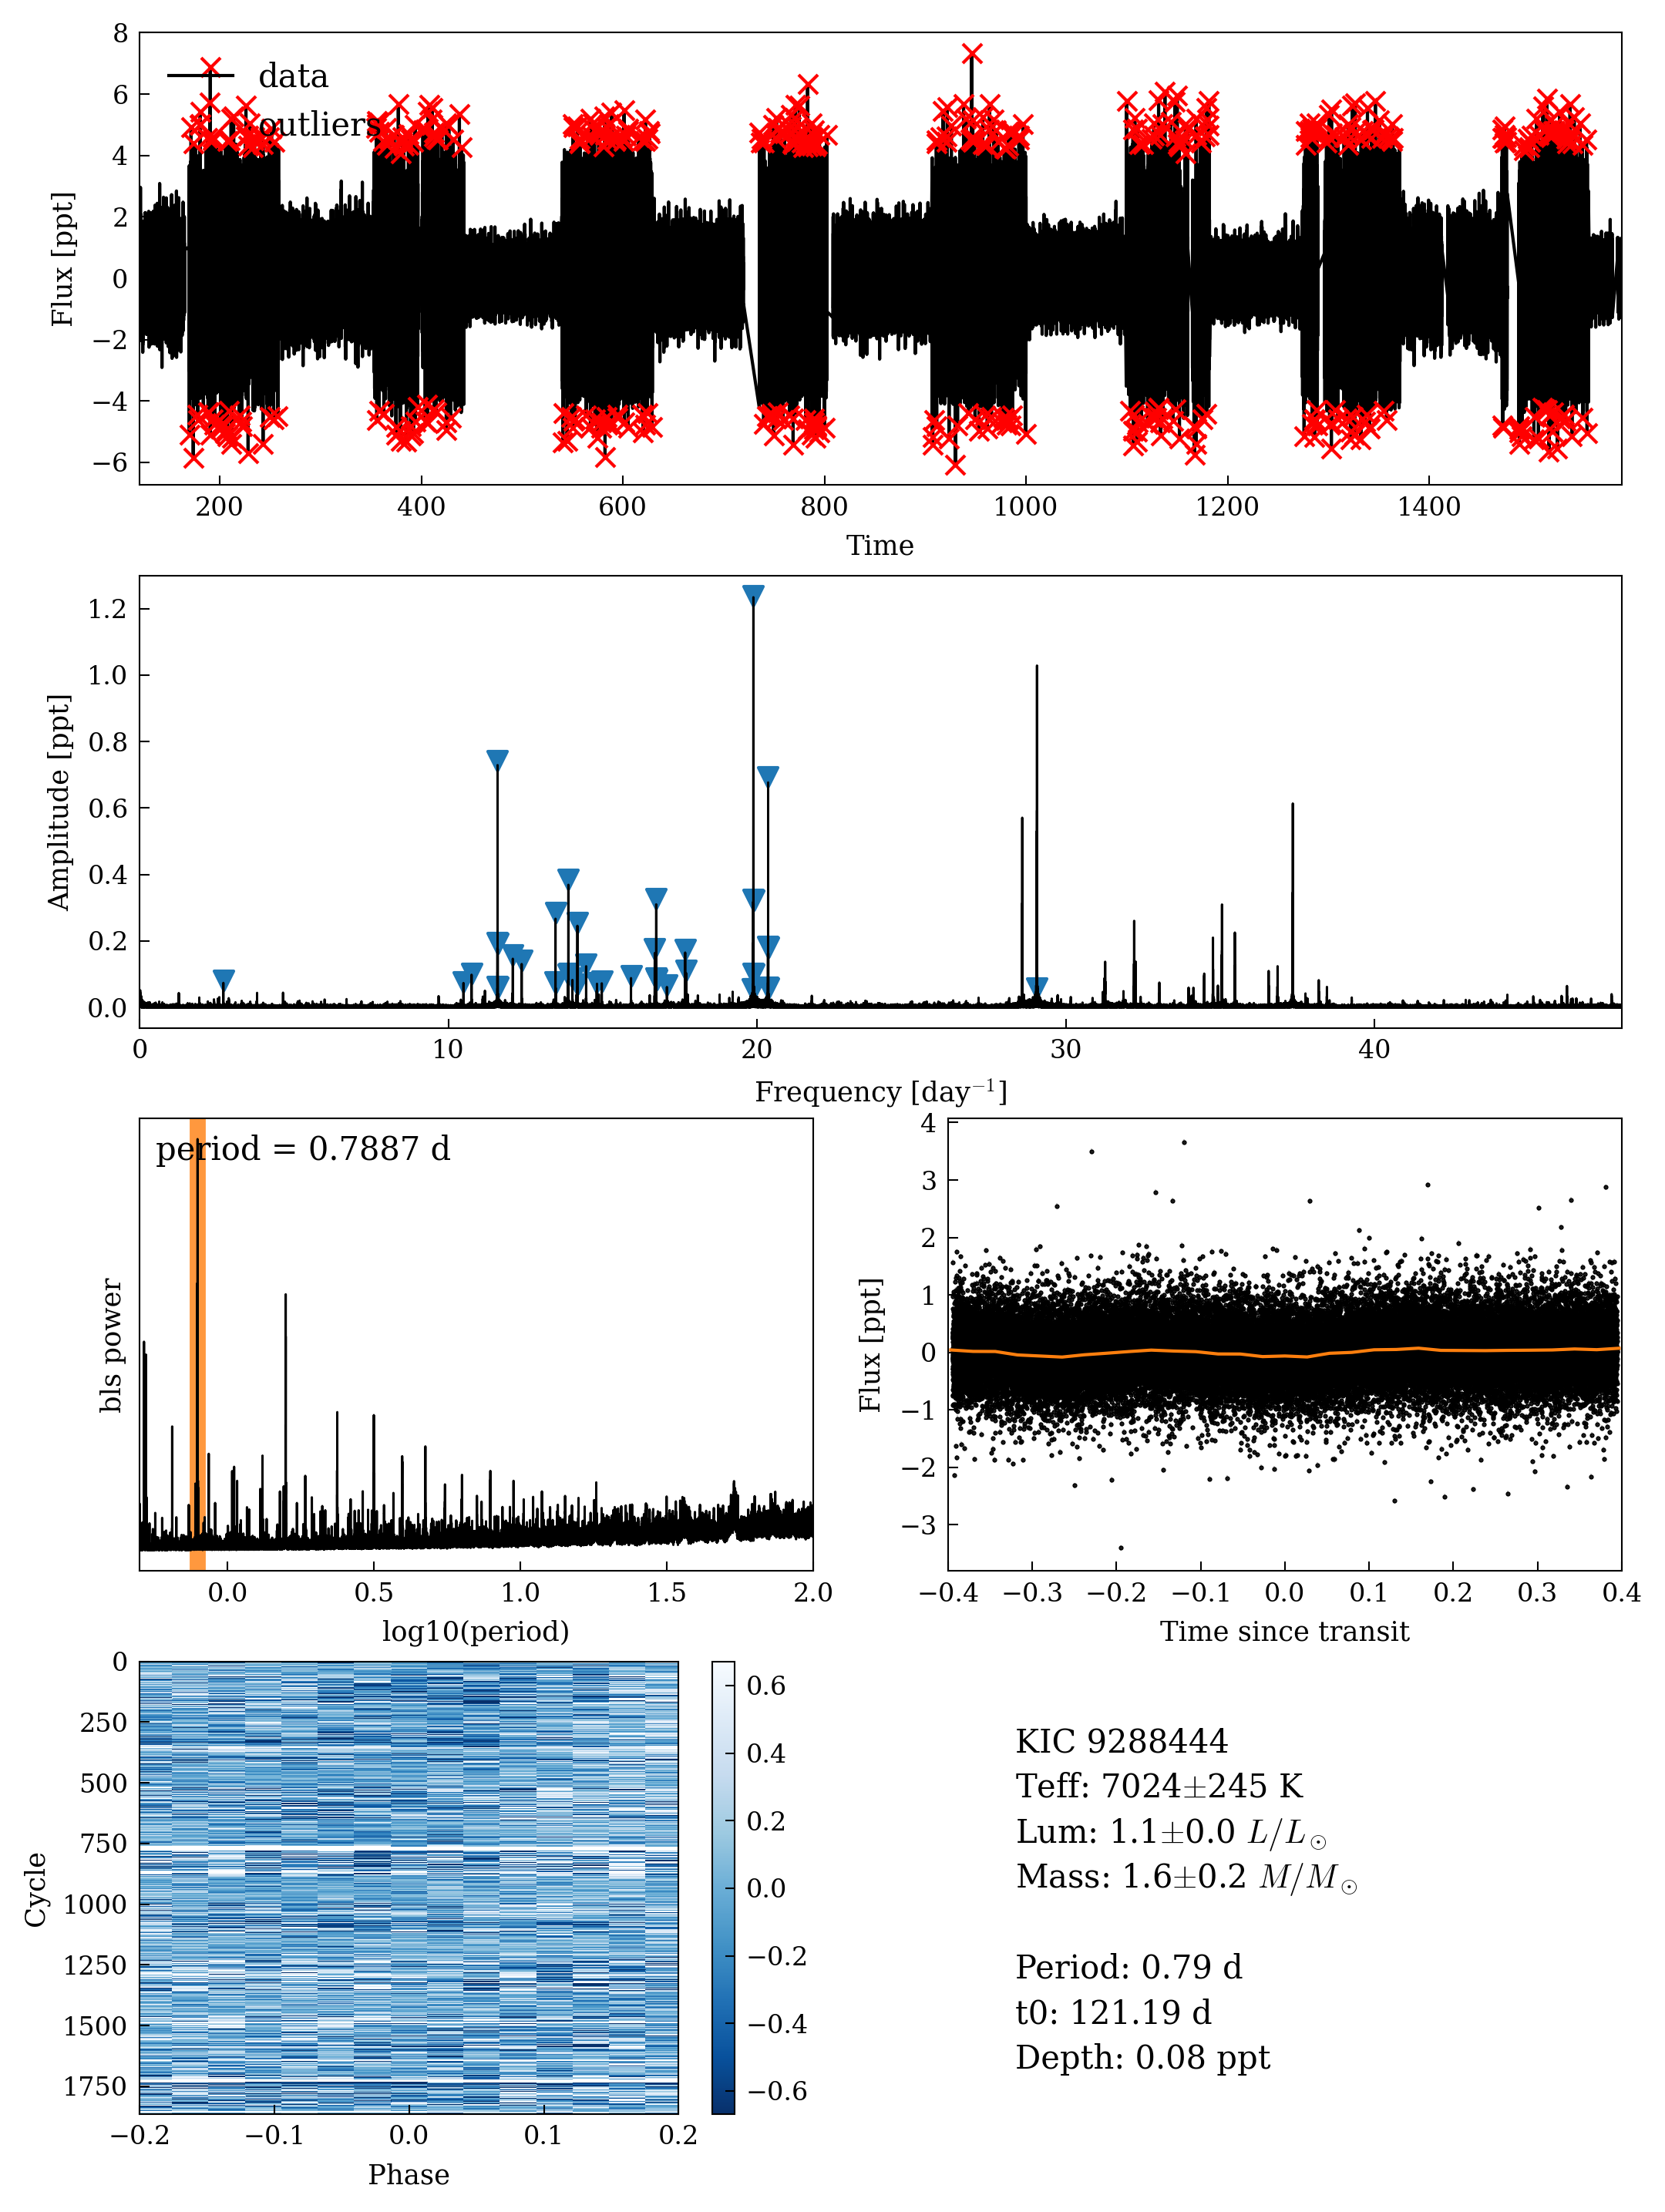 data
outliers
8
6
4
2
0
−2
−4
−6
Flux [ppt]
200 400 600 800 1000 1200 1400
Time
1.2
1.0
0.8
0.6
0.4
0.2
0.0
Amplitude [ppt]
0 10 20 30 40
Frequency [day⁻¹]
period = 0.7887 d
bls power
0.0 0.5 1.0 1.5 2.0
log10(period)
4
3
2
1
0
−1
−2
−3
Flux [ppt]
−0.4 −0.3 −0.2 −0.1 0.0 0.1 0.2 0.3 0.4
Time since transit
0
250
500
750
1000
1250
1500
1750
Cycle
−0.2 −0.1 0.0 0.1 0.2
Phase
0.6
0.4
0.2
0.0
−0.2
−0.4
−0.6
KIC 9288444
Teff: 7024±245 K
Lum: 1.1±0.0 L/L⊙
Mass: 1.6±0.2 M/M⊙
Period: 0.79 d
t0: 121.19 d
Depth: 0.08 ppt